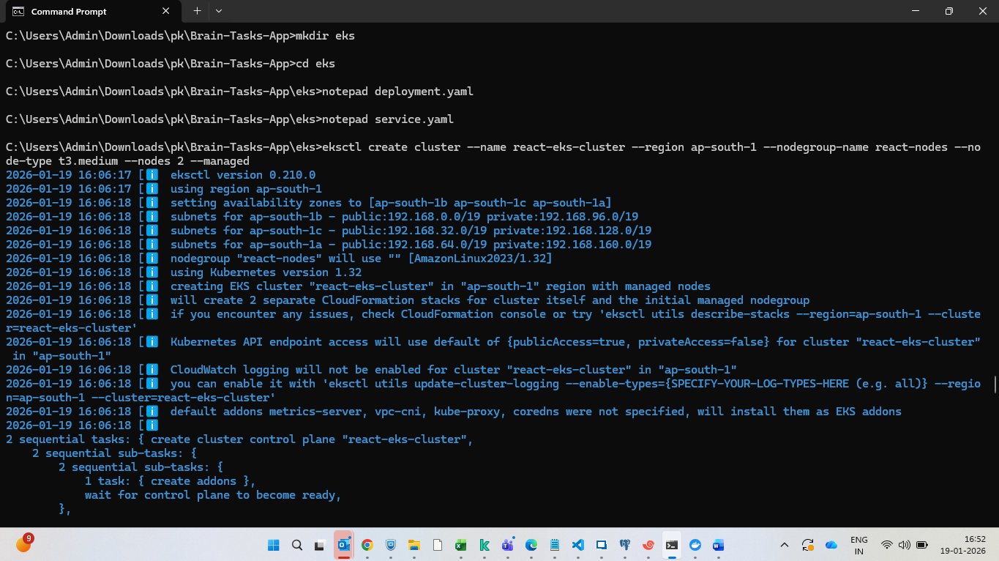 Command Prompt
C:\Users\Admin\Downloads\pk\Brain-Tasks-App>mkdir eks
C:\Users\Admin\Downloads\pk\Brain-Tasks-App>cd eks
C:\Users\Admin\Downloads\pk\Brain-Tasks-App\eks>notepad deployment.yaml
C:\Users\Admin\Downloads\pk\Brain-Tasks-App\eks>notepad service.yaml
C:\Users\Admin\Downloads\pk\Brain-Tasks-App\eks>eksctl create cluster --name react-eks-cluster --region ap-south-1 --nodegroup-name react-nodes --no
de-type t3.medium --nodes 2 --managed
2026-01-19 16:06:17 [ℹ]  eksctl version 0.210.0
2026-01-19 16:06:17 [ℹ]  using region ap-south-1
2026-01-19 16:06:18 [ℹ]  setting availability zones to [ap-south-1b ap-south-1c ap-south-1a]
2026-01-19 16:06:18 [ℹ]  subnets for ap-south-1b - public:192.168.0.0/19 private:192.168.96.0/19
2026-01-19 16:06:18 [ℹ]  subnets for ap-south-1c - public:192.168.32.0/19 private:192.168.128.0/19
2026-01-19 16:06:18 [ℹ]  subnets for ap-south-1a - public:192.168.64.0/19 private:192.168.160.0/19
2026-01-19 16:06:18 [ℹ]  nodegroup "react-nodes" will use "" [AmazonLinux2023/1.32]
2026-01-19 16:06:18 [ℹ]  using Kubernetes version 1.32
2026-01-19 16:06:18 [ℹ]  creating EKS cluster "react-eks-cluster" in "ap-south-1" region with managed nodes
2026-01-19 16:06:18 [ℹ]  will create 2 separate CloudFormation stacks for cluster itself and the initial managed nodegroup
2026-01-19 16:06:18 [ℹ]  if you encounter any issues, check CloudFormation console or try 'eksctl utils describe-stacks --region=ap-south-1 --cluste
r=react-eks-cluster'
2026-01-19 16:06:18 [ℹ]  Kubernetes API endpoint access will use default of {publicAccess=true, privateAccess=false} for cluster "react-eks-cluster"
 in "ap-south-1"
2026-01-19 16:06:18 [ℹ]  CloudWatch logging will not be enabled for cluster "react-eks-cluster" in "ap-south-1"
2026-01-19 16:06:18 [ℹ]  you can enable it with 'eksctl utils update-cluster-logging --enable-types={SPECIFY-YOUR-LOG-TYPES-HERE (e.g. all)} --regio
n=ap-south-1 --cluster=react-eks-cluster'
2026-01-19 16:06:18 [ℹ]  default addons metrics-server, vpc-cni, kube-proxy, coredns were not specified, will install them as EKS addons
2026-01-19 16:06:18 [ℹ]
2 sequential tasks: { create cluster control plane "react-eks-cluster",
    2 sequential sub-tasks: {
        2 sequential sub-tasks: {
            1 task: { create addons },
            wait for control plane to become ready,
        },
9
ENG
IN
16:52
19-01-2026